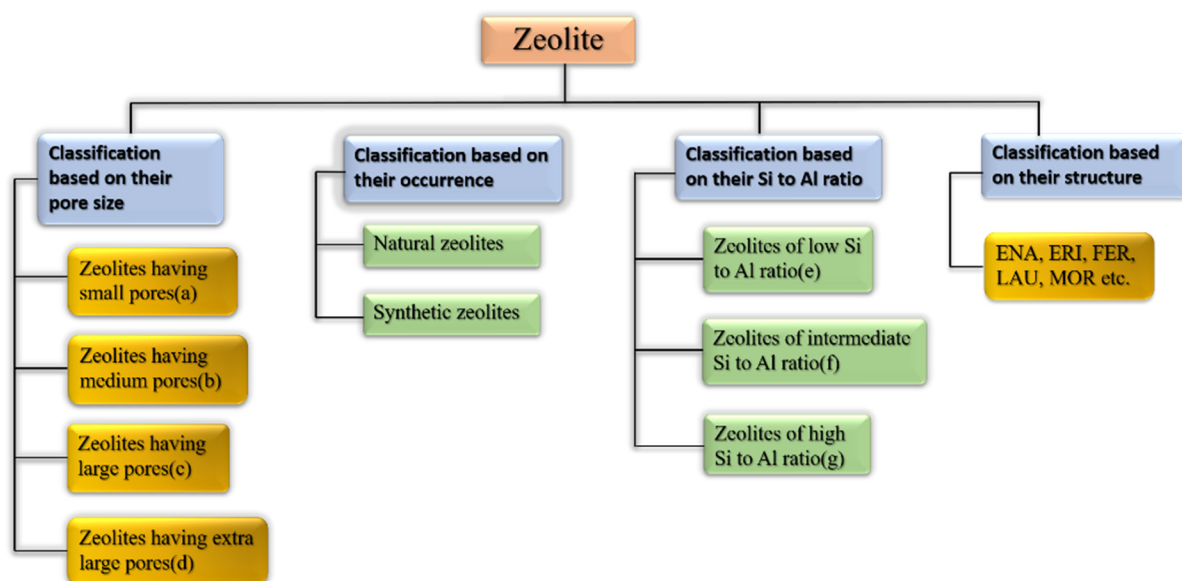 Zeolite
Classification
based on their
pore size
Zeolites having
small pores(a)
Zeolites having
medium pores(b)
Zeolites having
large pores(c)
Zeolites having extra
large pores(d)
Classification based on
their occurrence
Natural zeolites
Synthetic zeolites
Classification based
on their Si to Al ratio
Zeolites of low Si
to Al ratio(e)
Zeolites of intermediate
Si to Al ratio(f)
Zeolites of high
Si to Al ratio(g)
Classification based
on their structure
ENA, ERI, FER,
LAU, MOR etc.